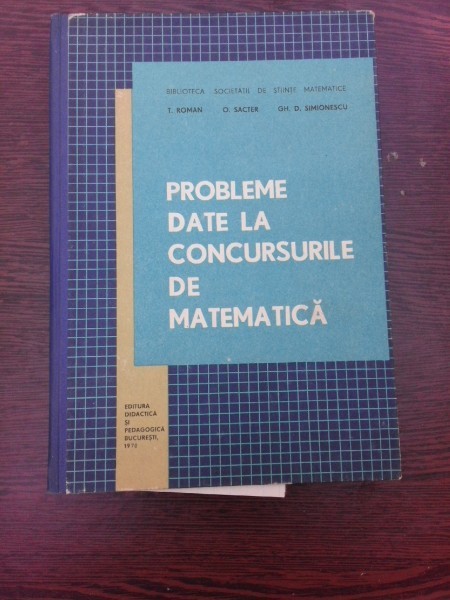 BIBLIOTECA SOCIETĂȚII DE ȘTIINȚE MATEMATICE
T. ROMAN O. SACTER GH. D. SIMIONESCU
PROBLEME
DATE LA
CONCURSURILE
DE
MATEMATICĂ
EDITURA
DIDACTICĂ
ȘI
PEDAGOGICĂ
BUCUREȘTI,